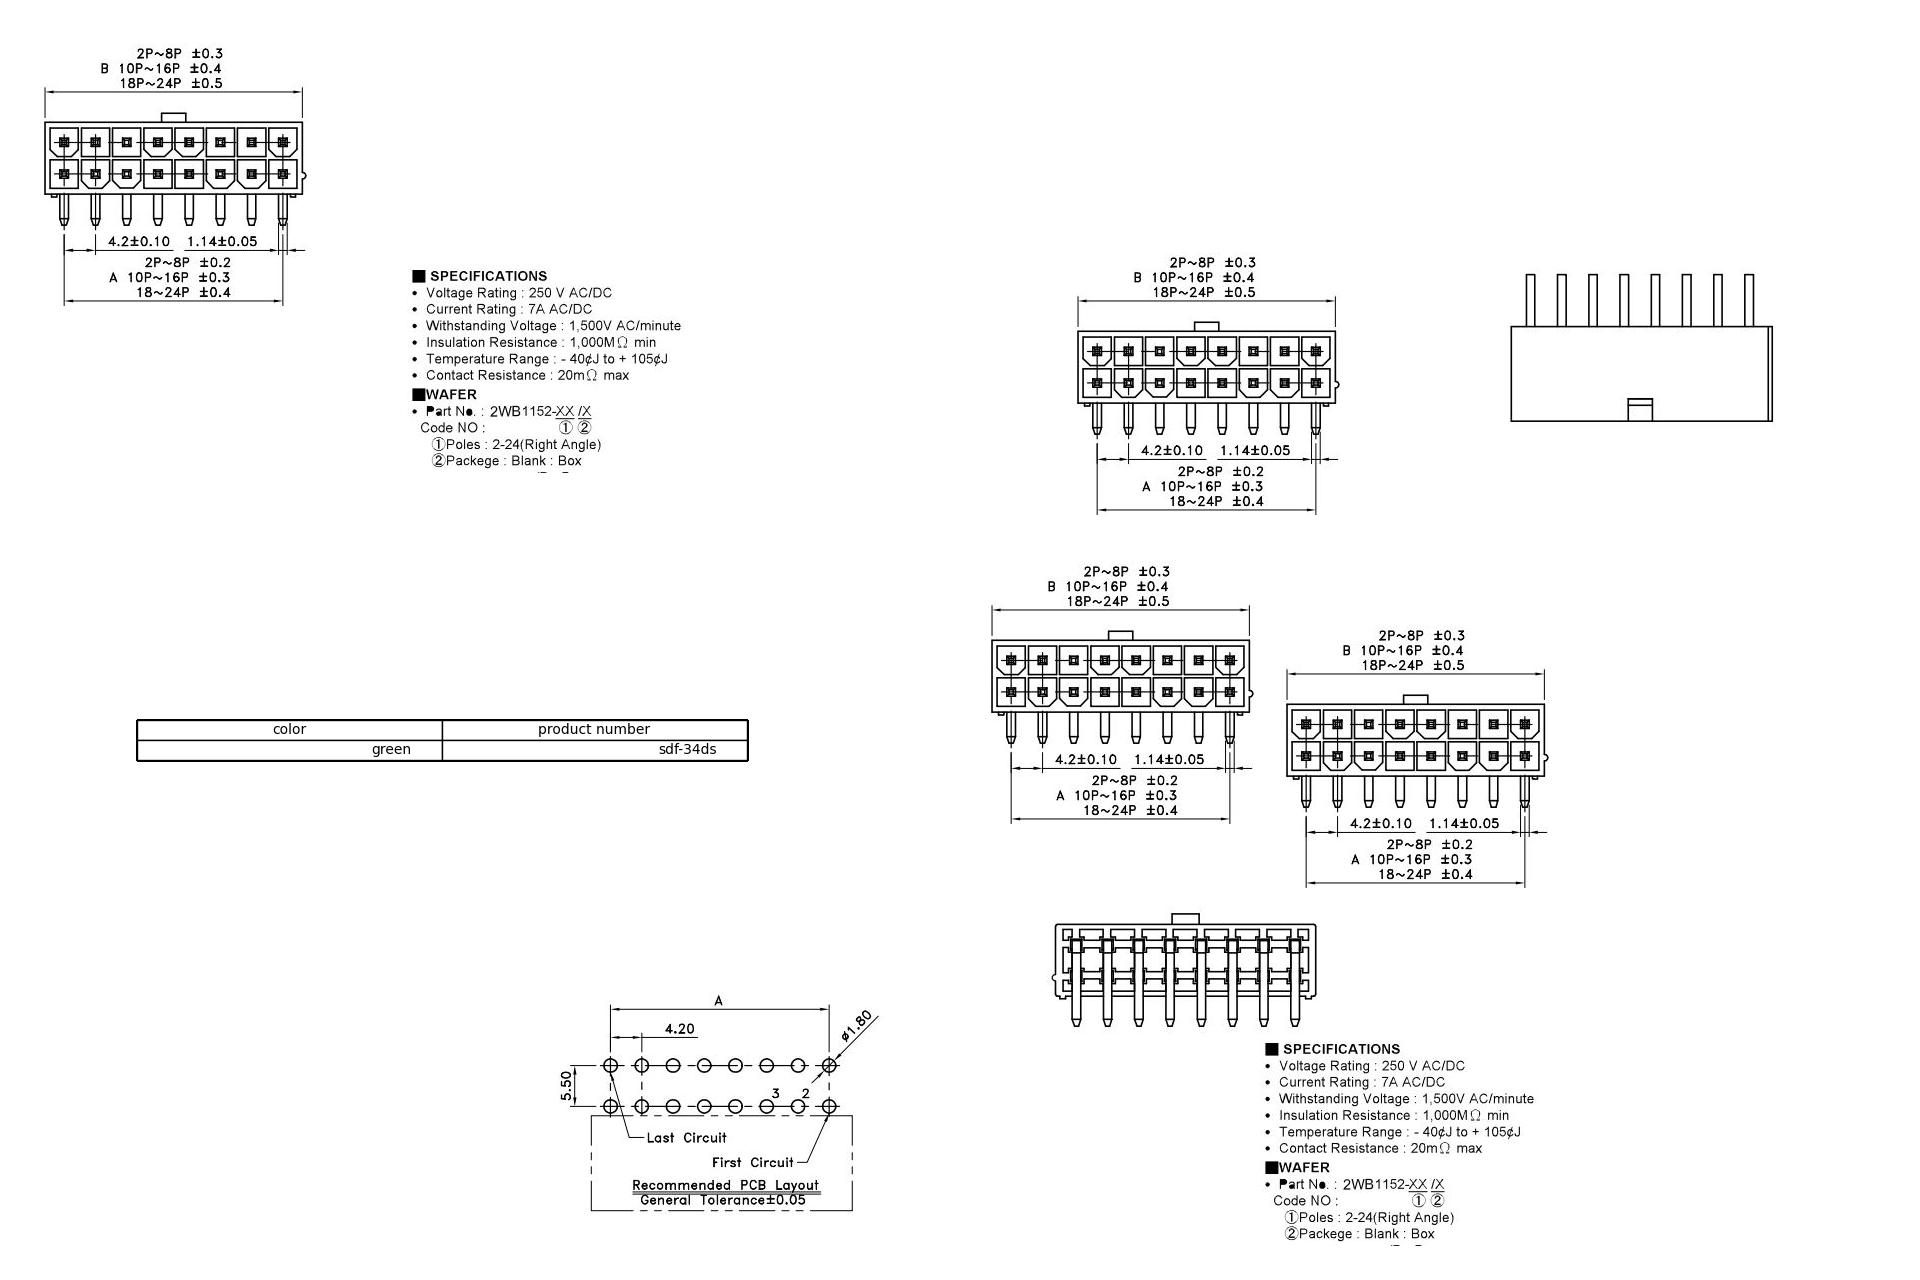 2P~8P ±0.3
B 10P~16P ±0.4
18P~24P ±0.5
4.2±0.10 1.14±0.05
2P~8P ±0.2
A 10P~16P ±0.3
18~24P ±0.4
■ SPECIFICATIONS
• Voltage Rating : 250 V AC/DC
• Current Rating : 7A AC/DC
• Withstanding Voltage : 1,500V AC/minute
• Insulation Resistance : 1,000MΩ min
• Temperature Range : - 40¢J to + 105¢J
• Contact Resistance : 20mΩ max
■WAFER
• Part No. : 2WB1152-XX /X
Code NO : ① ②
①Poles : 2-24(Right Angle)
②Packege : Blank : Box
2P~8P ±0.3
B 10P~16P ±0.4
18P~24P ±0.5
4.2±0.10 1.14±0.05
2P~8P ±0.2
A 10P~16P ±0.3
18~24P ±0.4
2P~8P ±0.3
B 10P~16P ±0.4
18P~24P ±0.5
4.2±0.10 1.14±0.05
2P~8P ±0.2
A 10P~16P ±0.3
18~24P ±0.4
2P~8P ±0.3
B 10P~16P ±0.4
18P~24P ±0.5
4.2±0.10 1.14±0.05
2P~8P ±0.2
A 10P~16P ±0.3
18~24P ±0.4
color product number
green sdf-34ds
A
4.20
ø1.80
5.50
3 2
Last Circuit
First Circuit
Recommended PCB Layout
General Tolerance±0.05
■ SPECIFICATIONS
• Voltage Rating : 250 V AC/DC
• Current Rating : 7A AC/DC
• Withstanding Voltage : 1,500V AC/minute
• Insulation Resistance : 1,000MΩ min
• Temperature Range : - 40¢J to + 105¢J
• Contact Resistance : 20mΩ max
■WAFER
• Part No. : 2WB1152-XX /X
Code NO : ① ②
①Poles : 2-24(Right Angle)
②Packege : Blank : Box